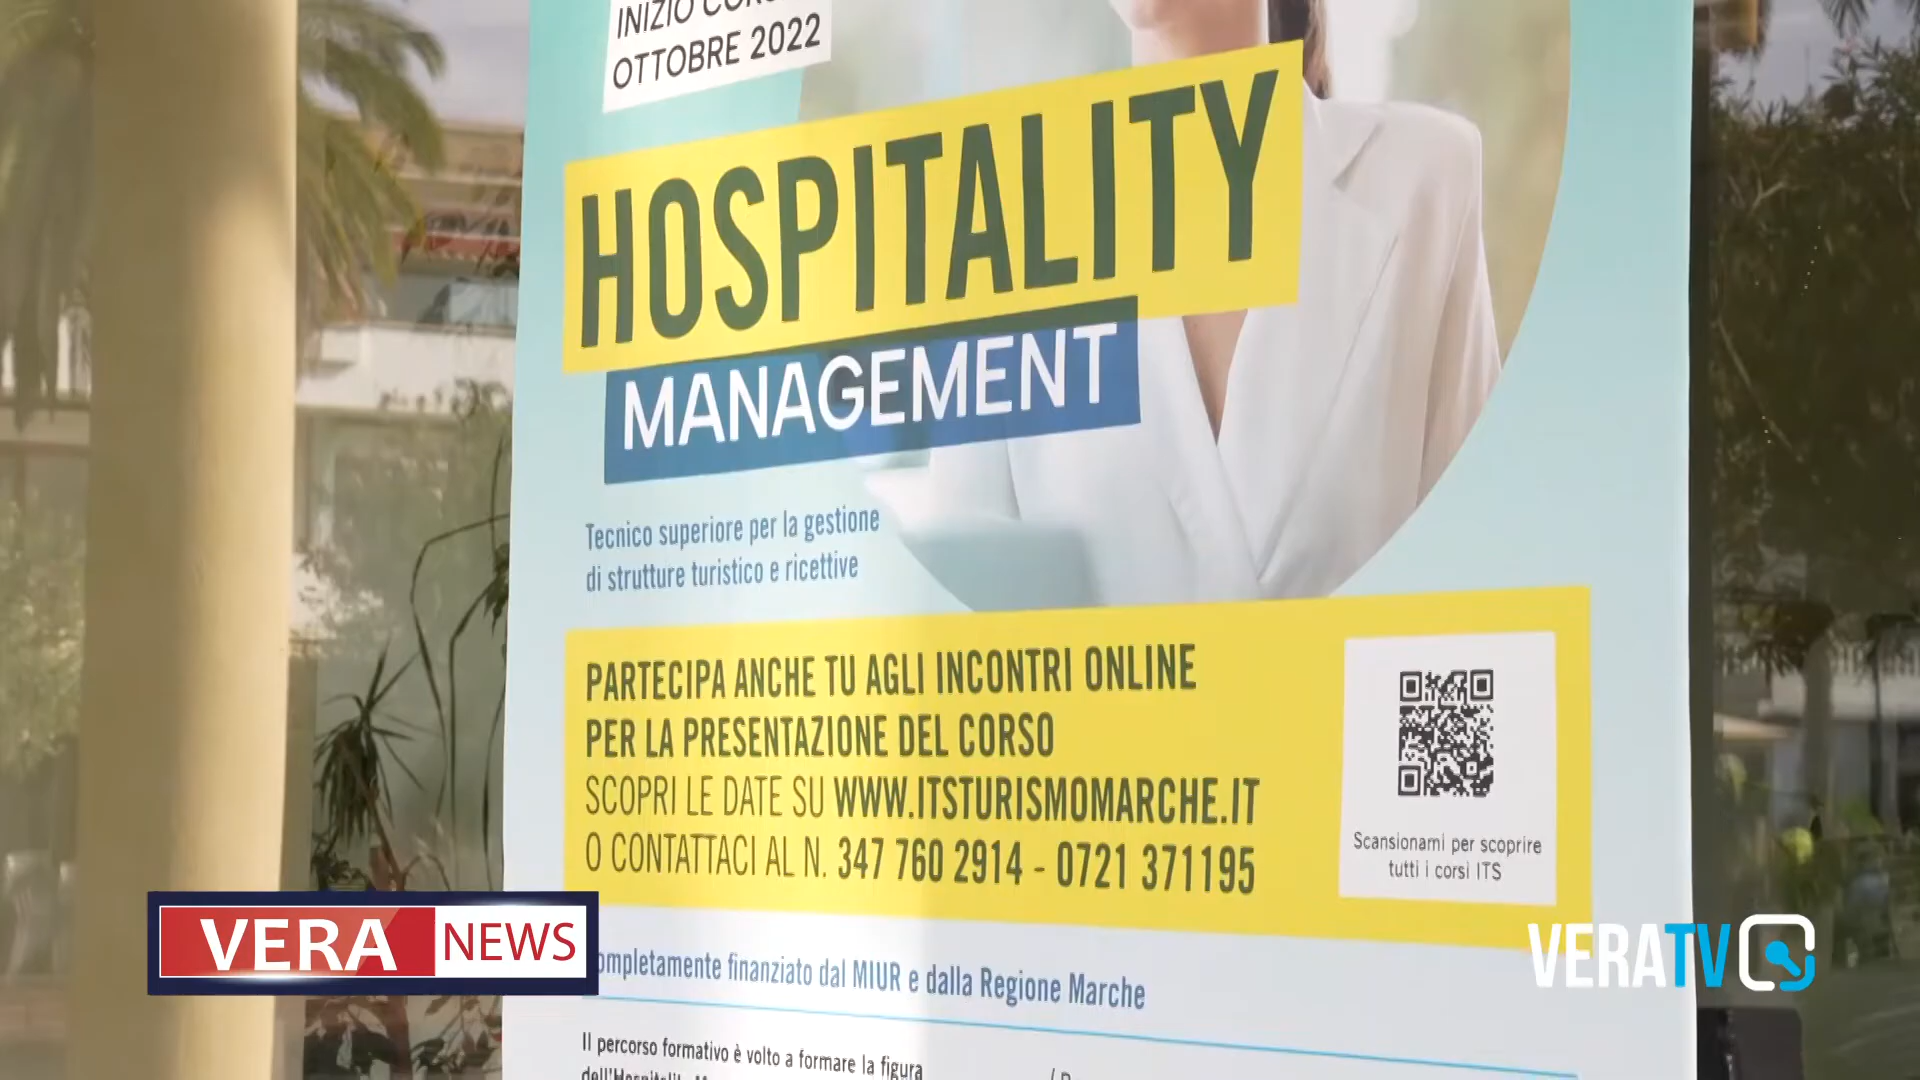 INIZIO
OTTOBRE 2022
HOSPITALITY
MANAGEMENT
Tecnico superiore per la gestione
di strutture turistico e ricettive
PARTECIPA ANCHE TU AGLI INCONTRI ONLINE
PER LA PRESENTAZIONE DEL CORSO
SCOPRI LE DATE SU WWW.ITSTURISMOMARCHE.IT
O CONTATTACI AL N. 347 760 2914 - 0721 371195
Scansionami per scoprire
tutti i corsi ITS
VERA NEWS
VERATV
finanziato dal MIUR e dalla Regione Marche
Il percorso formativo è volto a formare la figura